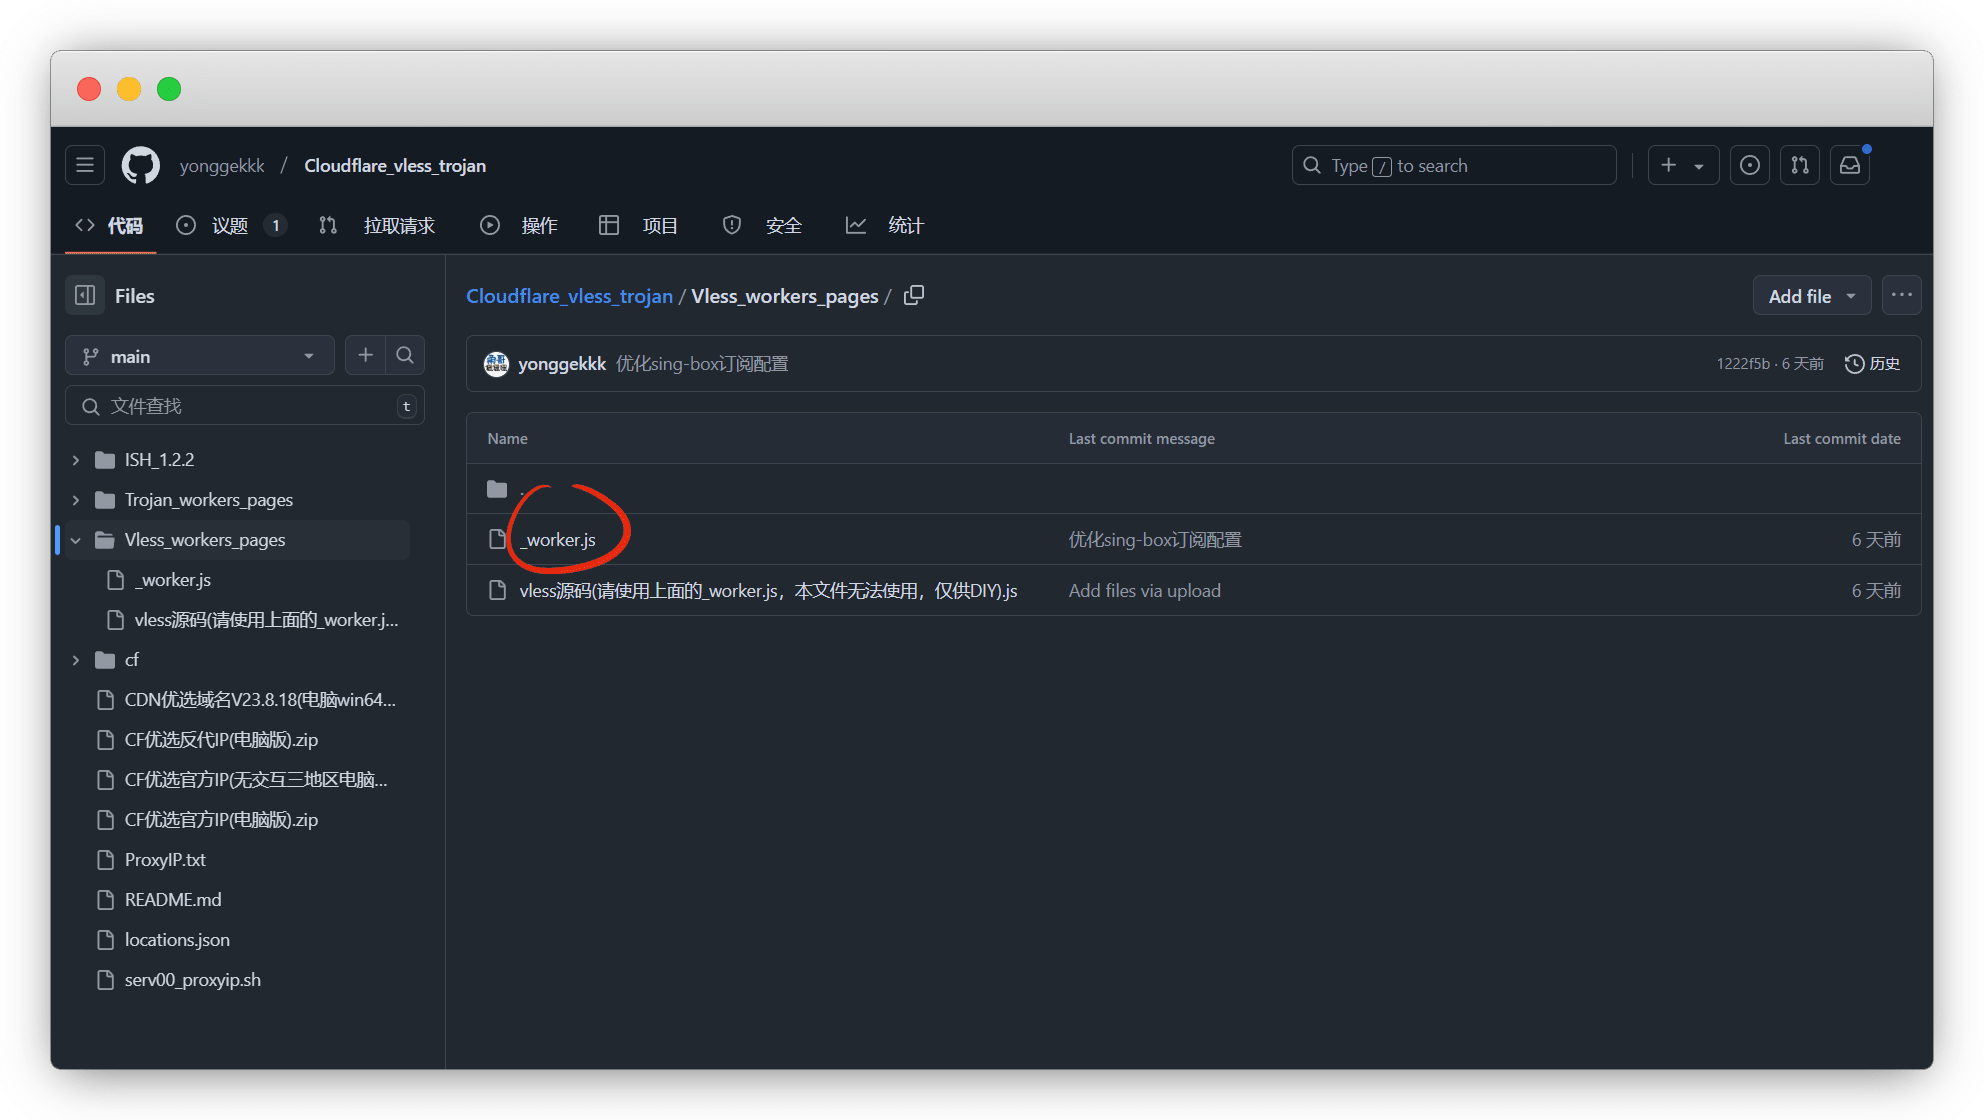 yonggekkk / Cloudflare_vless_trojan
Type / to search
代码
议题 1
拉取请求
操作
项目
安全
统计
Files
main
文件查找 t
ISH_1.2.2
Trojan_workers_pages
Vless_workers_pages
_worker.js
vless源码(请使用上面的_worker.j...
cf
CDN优选域名V23.8.18(电脑win64...
CF优选反代IP(电脑版).zip
CF优选官方IP(无交互三地区电脑...
CF优选官方IP(电脑版).zip
ProxyIP.txt
README.md
locations.json
serv00_proxyip.sh
Cloudflare_vless_trojan / Vless_workers_pages /
Add file
yonggekkk 优化sing-box订阅配置
1222f5b · 6 天前 历史
Name Last commit message Last commit date
_worker.js 优化sing-box订阅配置 6 天前
vless源码(请使用上面的_worker.js，本文件无法使用，仅供DIY).js Add files via upload 6 天前